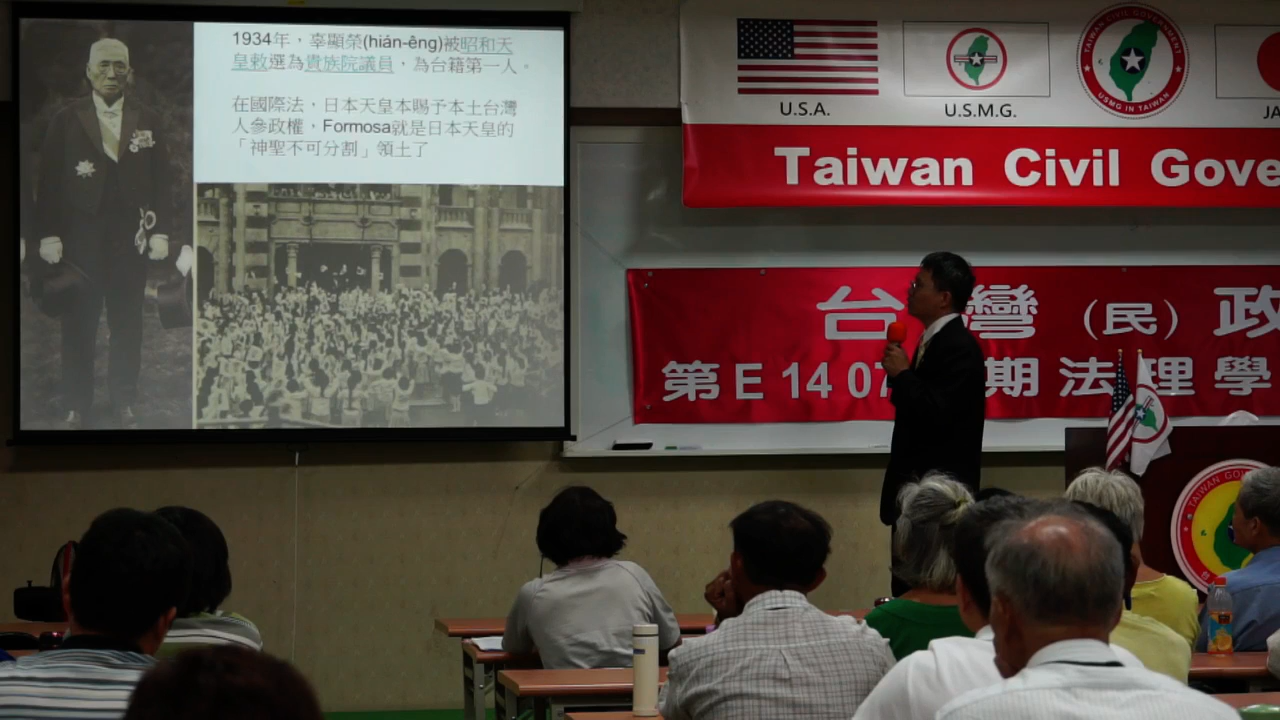 1934年，辜顯榮(hián-êng)被昭和天
皇敕選為貴族院議員，為台籍第一人。
在國際法，日本天皇本賜予本土台灣
人參政權，Formosa就是日本天皇的
「神聖不可分割」領土了
U.S.A.
U.S.M.G.
TAIWAN CIVIL GOVERNMENT
USMG IN TAIWAN
JA
Taiwan Civil Gove
台灣（民）政
第E 14 07 期法理學